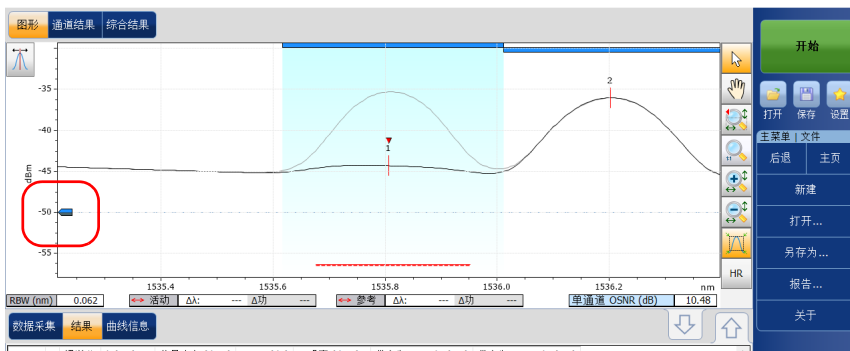 图形 通道结果 综合结果
开始
打开 保存 设置
主菜单 | 文件
后退 主页
新建
打开...
另存为...
报告...
关于
dBm
-35
-40
-45
-50
-55
1
2
1535.4 1535.6 1535.8 1536.0 1536.2 nm
11
HR
RBW (nm) 0.062 活动 Δλ: --- Δ功 --- 参考 Δλ: --- Δ功 --- 单通道 OSNR (dB) 10.48
数据采集 结果 曲线信息